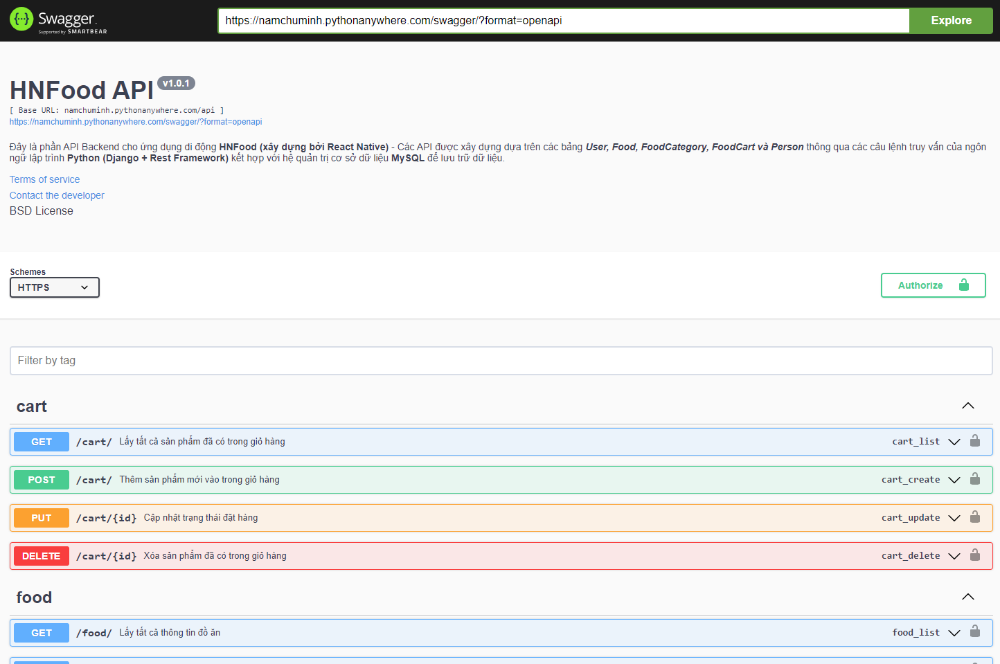 Swagger
Supported by SMARTBEAR
https://namchuminh.pythonanywhere.com/swagger/?format=openapi
Explore
HNFood API v1.0.1
[ Base URL: namchuminh.pythonanywhere.com/api ]
https://namchuminh.pythonanywhere.com/swagger/?format=openapi
Đây là phần API Backend cho ứng dụng di động HNFood (xây dựng bởi React Native) - Các API được xây dựng dựa trên các bảng User, Food, FoodCategory, FoodCart và Person thông qua các câu lệnh truy vấn của ngôn
ngữ lập trình Python (Django + Rest Framework) kết hợp với hệ quản trị cơ sở dữ liệu MySQL để lưu trữ dữ liệu.
Terms of service
Contact the developer
BSD License
Schemes
HTTPS
Authorize
Filter by tag
cart
GET /cart/ Lấy tất cả sản phẩm đã có trong giỏ hàng cart_list
POST /cart/ Thêm sản phẩm mới vào trong giỏ hàng cart_create
PUT /cart/{id} Cập nhật trạng thái đặt hàng cart_update
DELETE /cart/{id} Xóa sản phẩm đã có trong giỏ hàng cart_delete
food
GET /food/ Lấy tất cả thông tin đồ ăn food_list